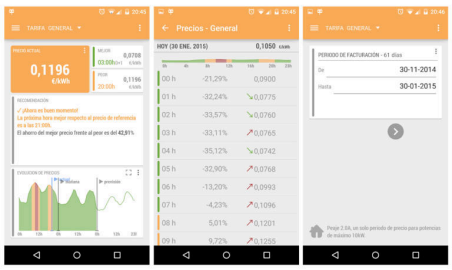 20:45
TARIFA GENERAL
PRECIO ACTUAL
0,1196
€/kWh
MEJOR
0,0708
03:00h
€/kWh
PEOR
0,1196
20:00h
€/kWh
RECOMENDACIÓN
✓ ¡Ahora es buen momento!
La próxima hora mejor respecto al precio de referencia
es a las 21:00h.
El ahorro del mejor precio frente al peor es del 42,91%
EVOLUCIÓN DE PRECIOS
mañana
previsión
20:45
Precios - General
HOY (30 ENE. 2015)
0,1050
00 h -21,29% 0,0900
01 h -32,24% 0,0775
02 h -33,57% 0,0760
03 h -33,11% 0,0765
04 h -35,12% 0,0742
05 h -32,90% 0,0768
06 h -13,20% 0,0993
07 h -4,23% 0,1096
08 h 5,01% 0,1201
09 h 9,72% 0,1255
20:46
TARIFA GENERAL
PERIODO DE FACTURACIÓN - 61 días
De 30-11-2014
Hasta 30-01-2015
Peaje 2.0A, un solo periodo de precio para potencias
de máximo 10kW.